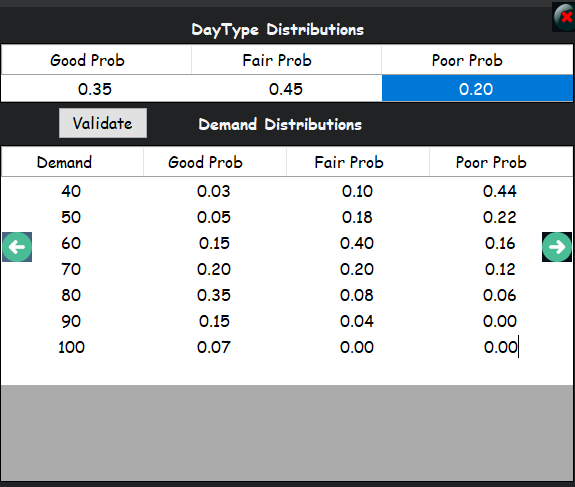 DayType Distributions
Good Prob Fair Prob Poor Prob
0.35 0.45 0.20
Validate Demand Distributions
Demand Good Prob Fair Prob Poor Prob
40 0.03 0.10 0.44
50 0.05 0.18 0.22
60 0.15 0.40 0.16
70 0.20 0.20 0.12
80 0.35 0.08 0.06
90 0.15 0.04 0.00
100 0.07 0.00 0.00